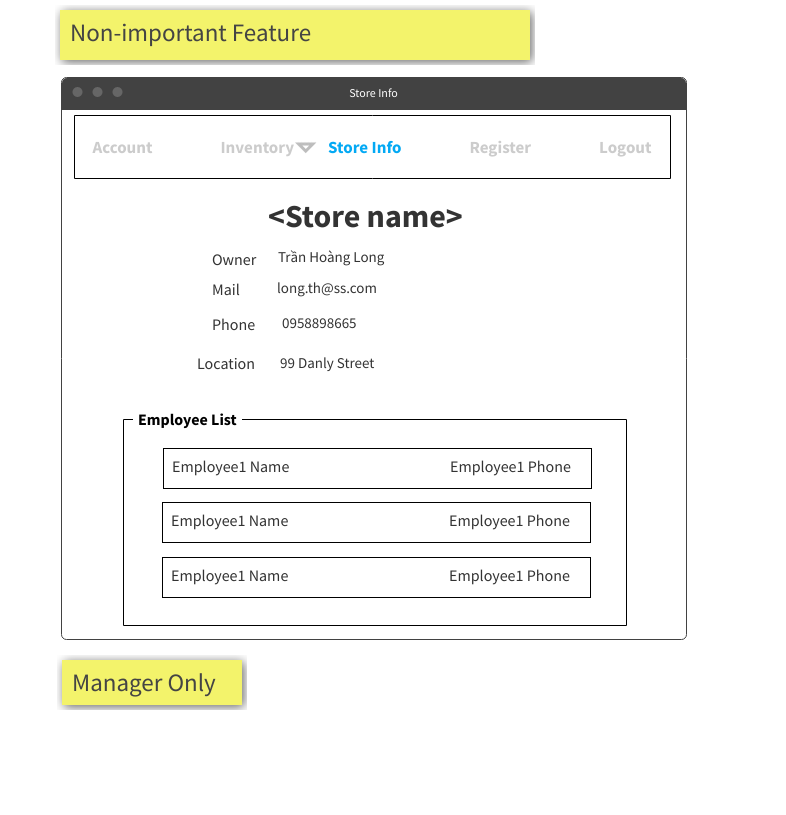 Non-important Feature
Store Info
Account Inventory Store Info Register Logout
<Store name>
Owner Trần Hoàng Long
Mail long.th@ss.com
Phone 0958898665
Location 99 Danly Street
Employee List
Employee1 Name Employee1 Phone
Employee1 Name Employee1 Phone
Employee1 Name Employee1 Phone
Manager Only